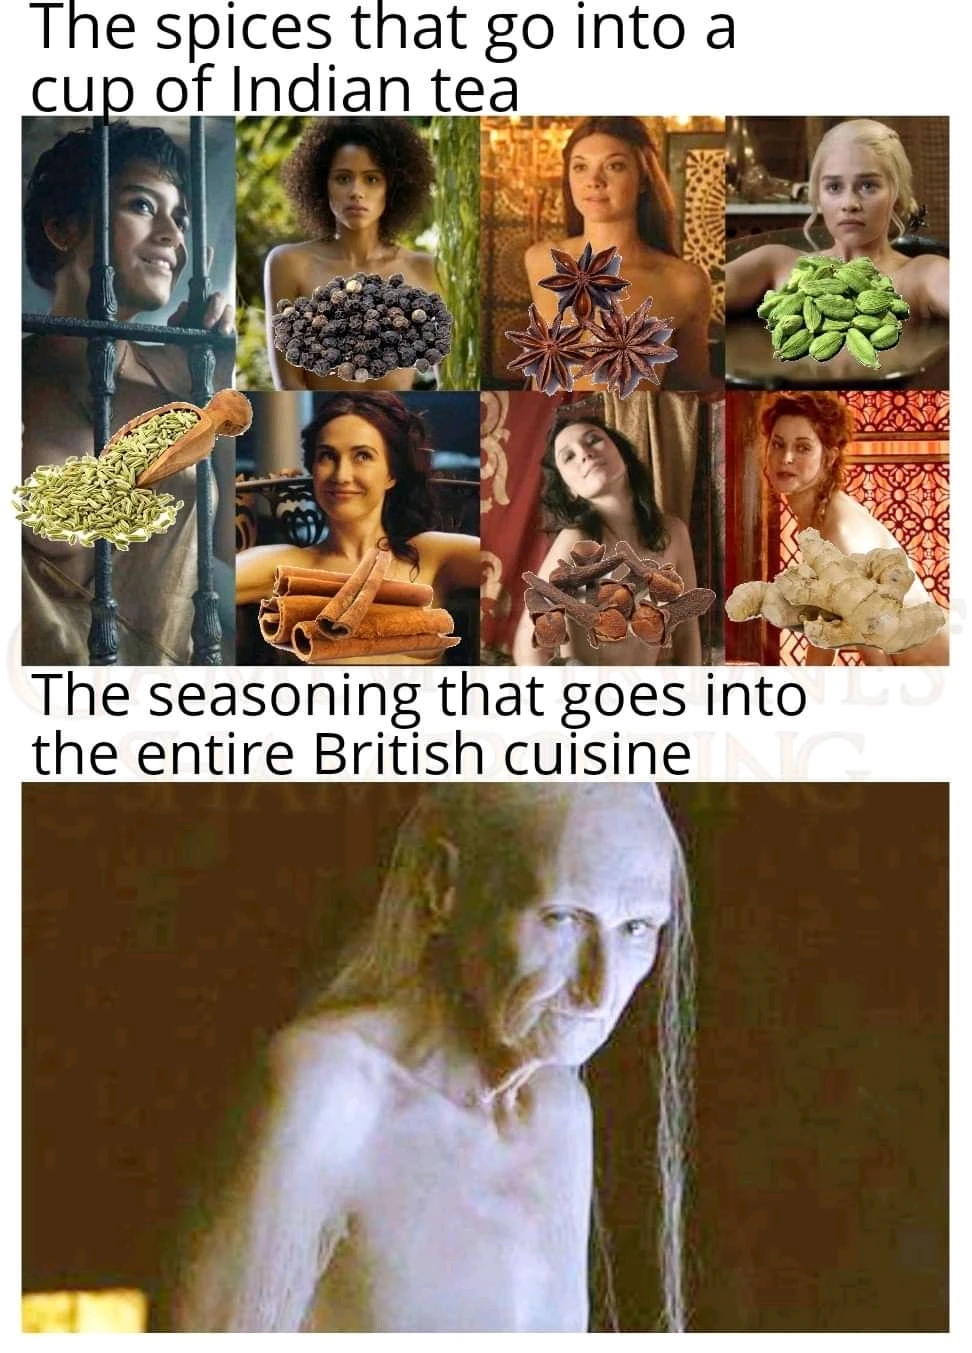 The spices that go into a
cup of Indian tea
The seasoning that goes into
the entire British cuisine